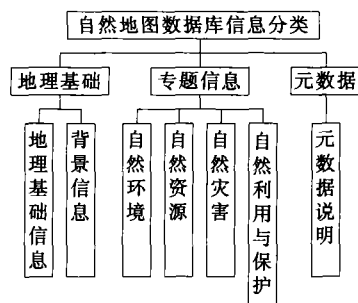 自然地图数据库信息分类
地理基础
专题信息
元数据
地理基础信息
背景信息
自然环境
自然资源
自然灾害
自然利用与保护
元数据说明